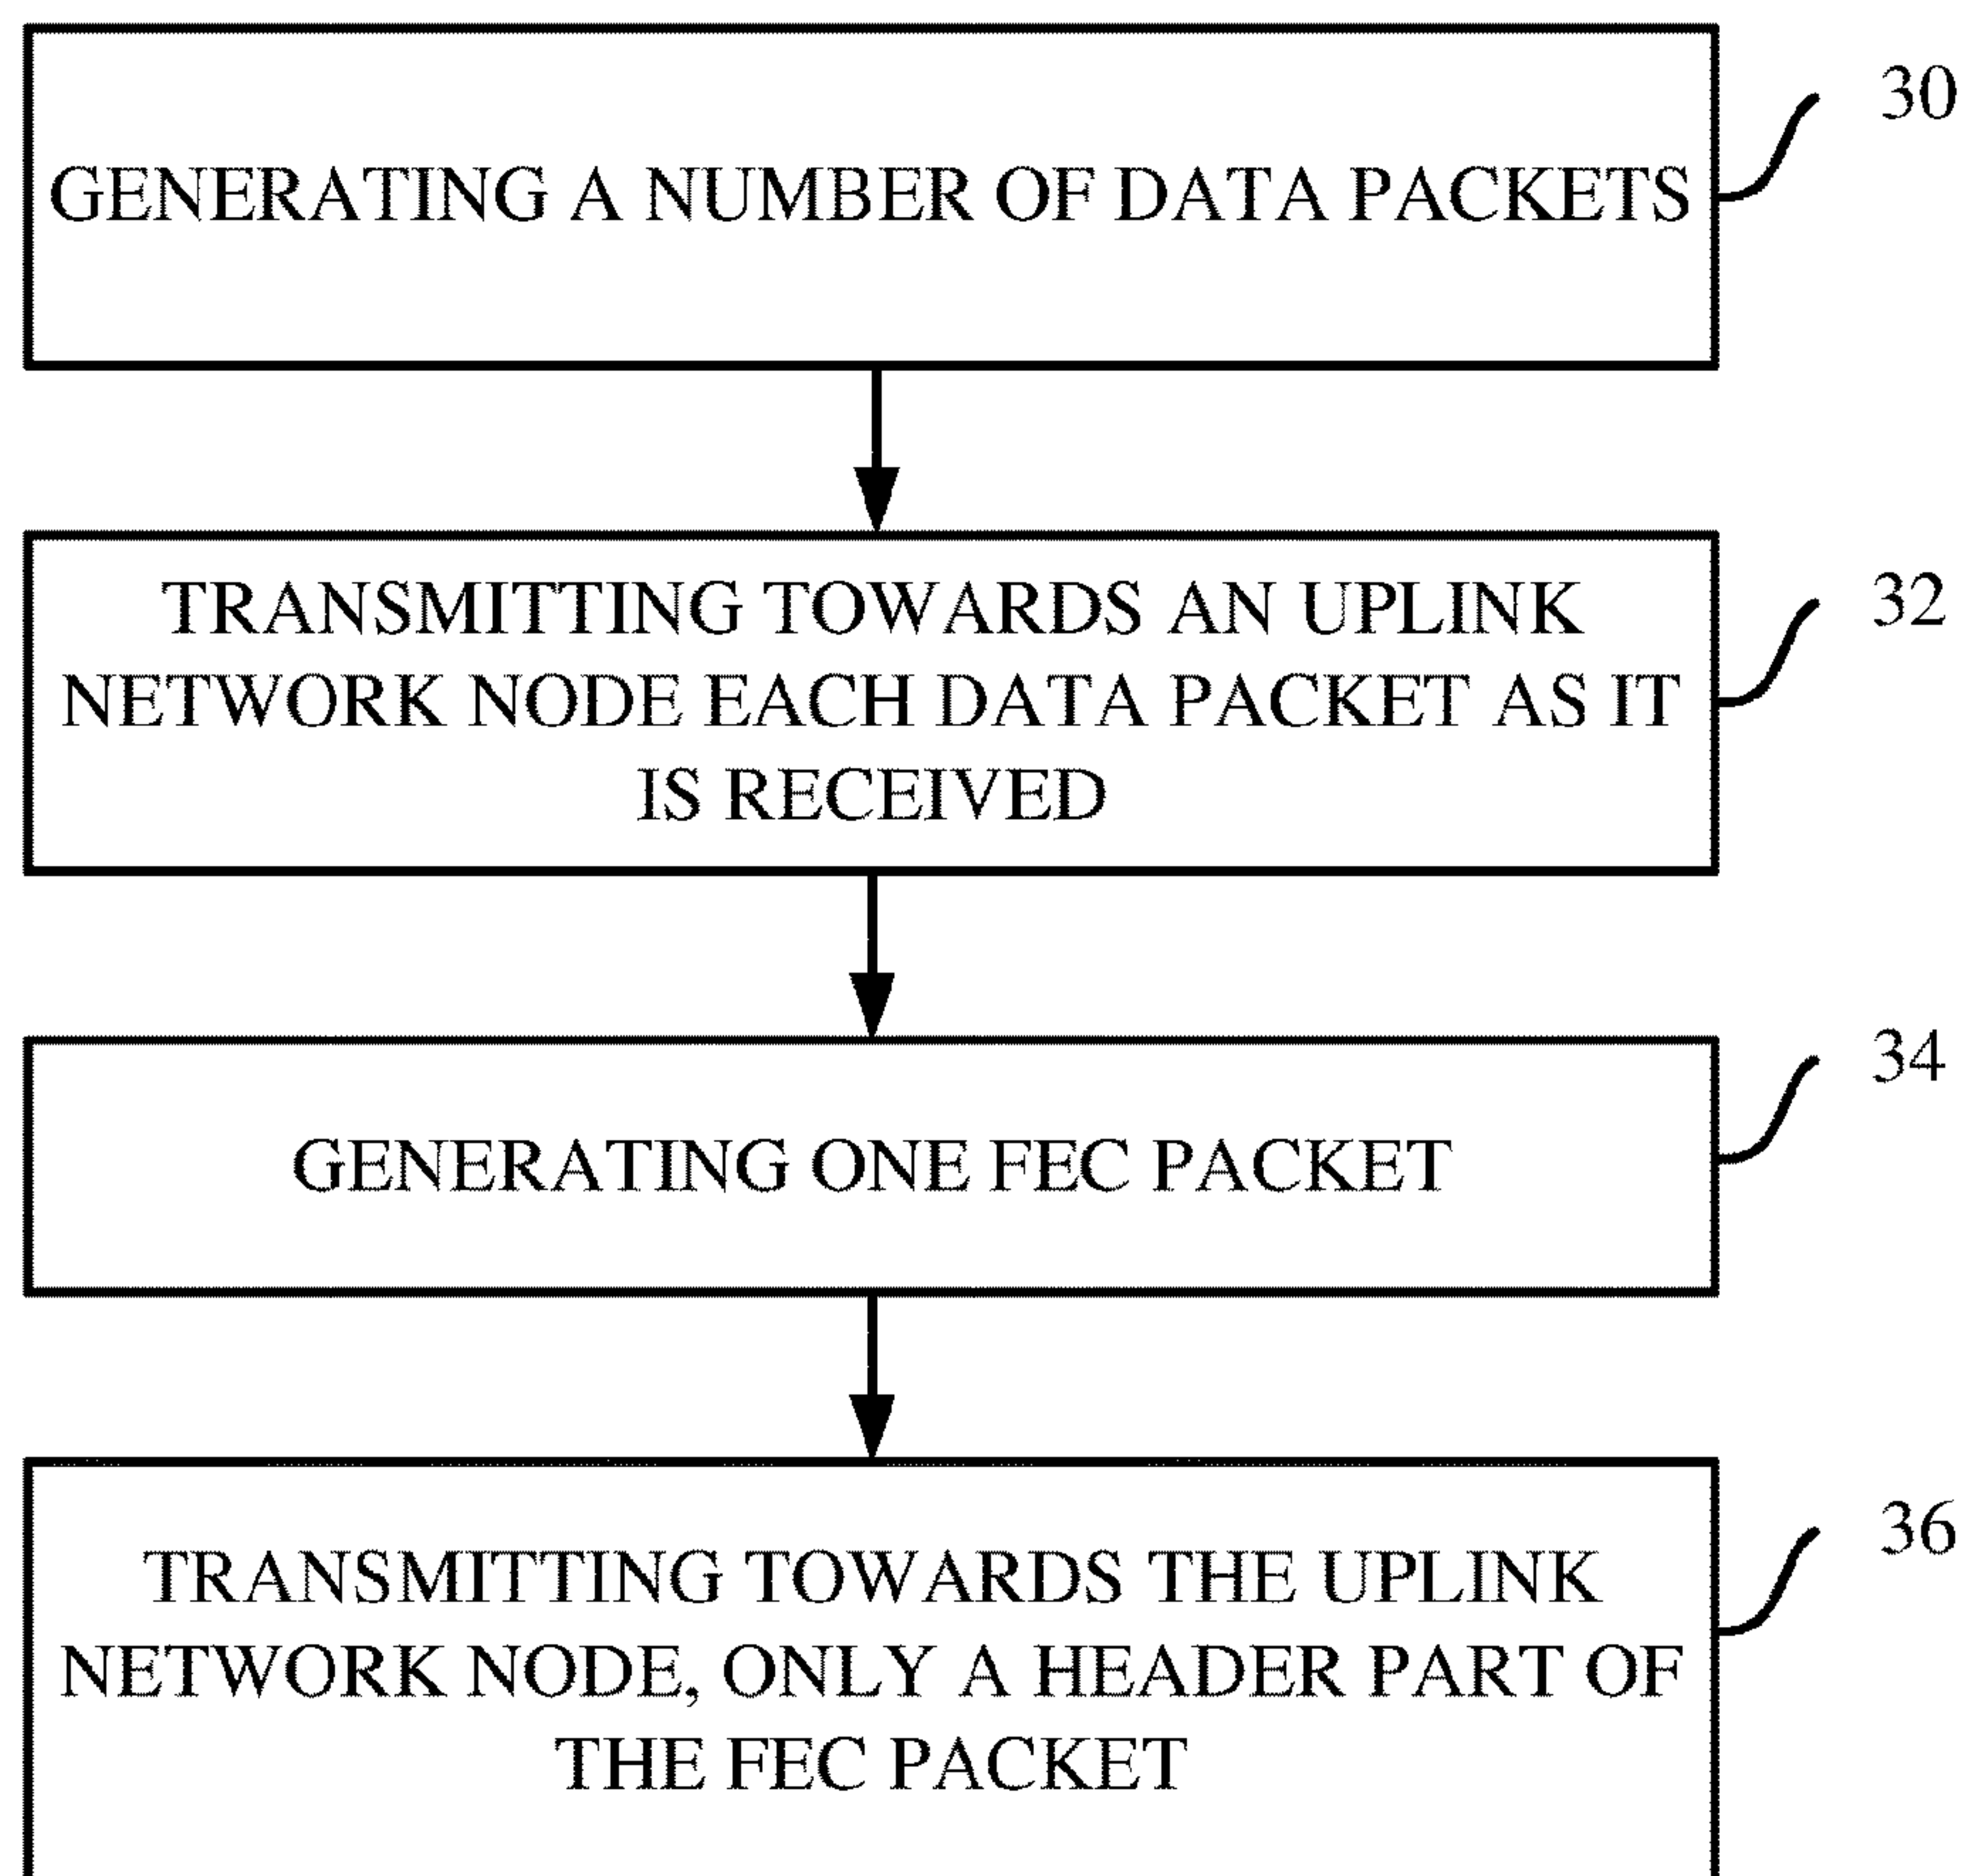 30
GENERATING A NUMBER OF DATA PACKETS
32
TRANSMITTING TOWARDS AN UPLINK
NETWORK NODE EACH DATA PACKET AS IT
IS RECEIVED
34
GENERATING ONE FEC PACKET
36
TRANSMITTING TOWARDS THE UPLINK
NETWORK NODE, ONLY A HEADER PART OF
THE FEC PACKET